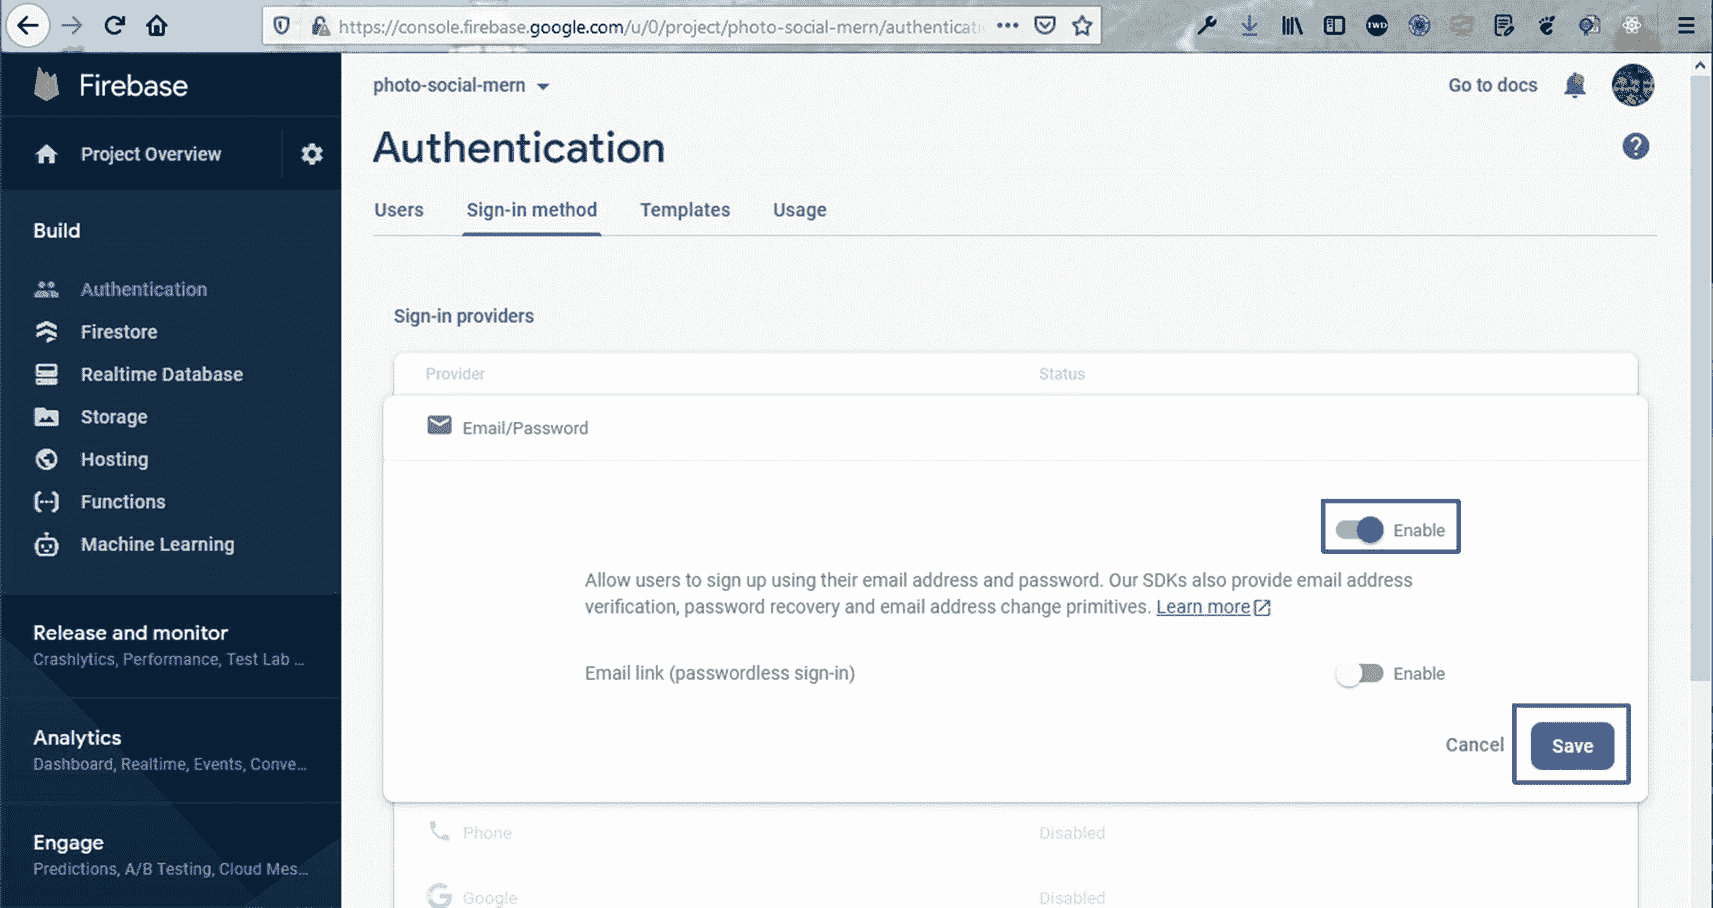 https://console.firebase.google.com/u/0/project/photo-social-mern/authenticati
TWD
Firebase
photo-social-mern
Go to docs
Project Overview
Authentication
Users Sign-in method Templates Usage
Build
Authentication
Firestore
Realtime Database
Storage
Hosting
Functions
Machine Learning
Release and monitor
Crashlytics, Performance, Test Lab ...
Analytics
Dashboard, Realtime, Events, Conve...
Engage
Predictions, A/B Testing, Cloud Mes...
Sign-in providers
Provider Status
Email/Password
Enable
Allow users to sign up using their email address and password. Our SDKs also provide email address
verification, password recovery and email address change primitives. Learn more
Email link (passwordless sign-in) Enable
Cancel Save
Phone Disabled
Google Disabled